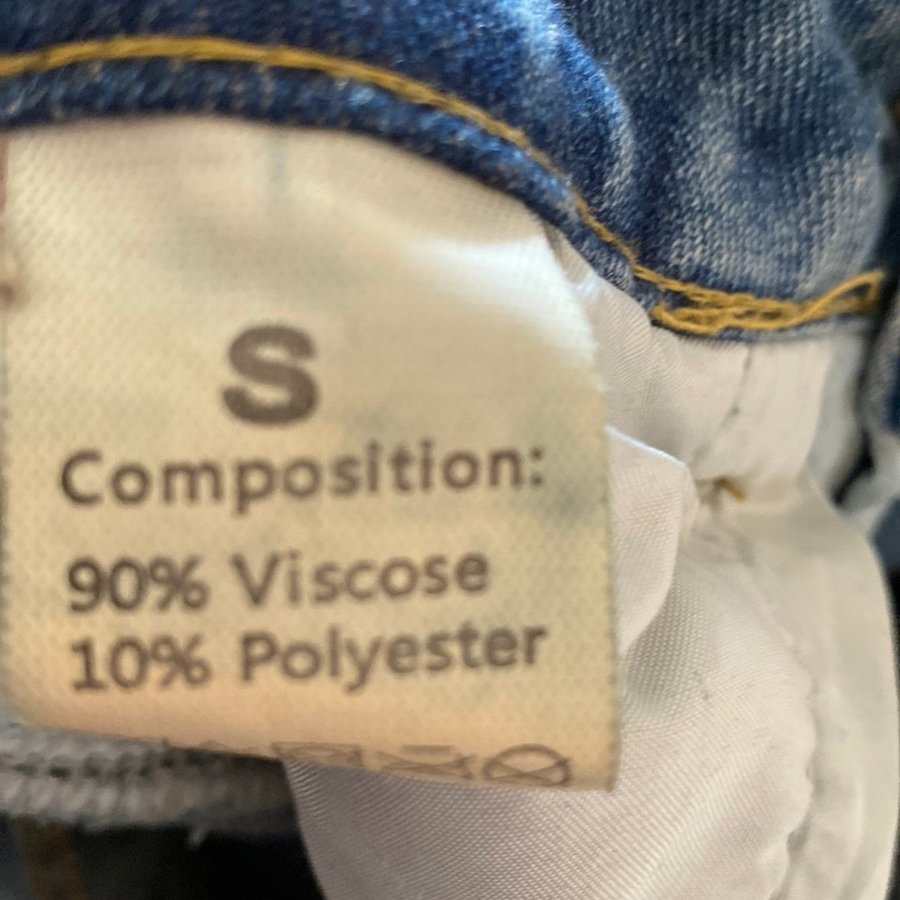 S
Composition:
90% Viscose
10% Polyester